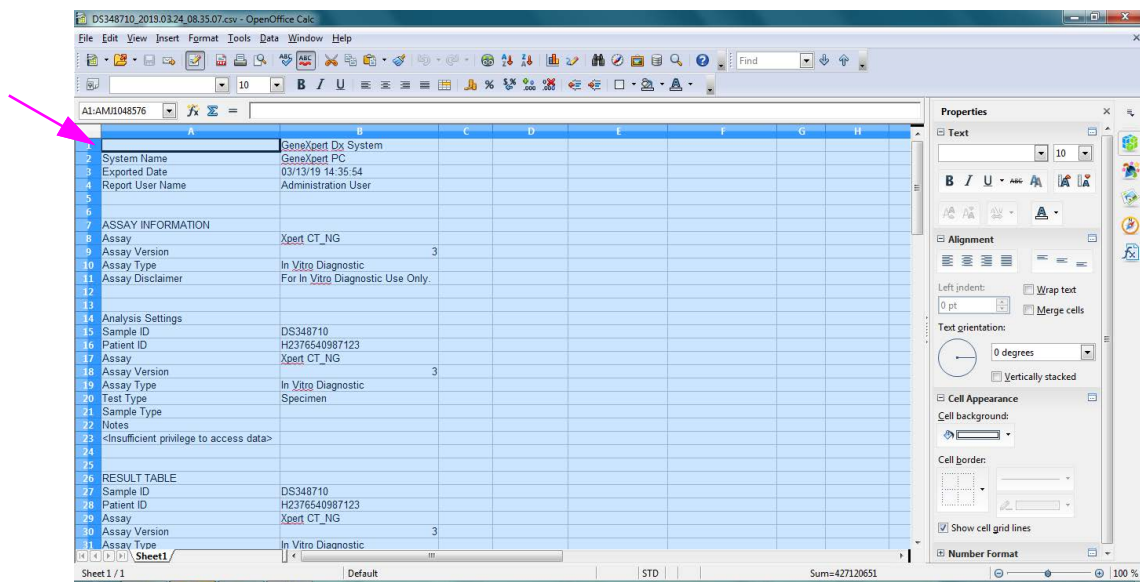 DS348710_2019.03.24_08.35.07.csv - OpenOffice Calc
File Edit View Insert Format Tools Data Window Help
Find
10
A1:AMJ1048576
A B C D E F G H
1 GeneXpert Dx System
2 System Name GeneXpert PC
3 Exported Date 03/13/19 14:35:54
4 Report User Name Administration User
5
6
7 ASSAY INFORMATION
8 Assay Xpert CT_NG
9 Assay Version 3
10 Assay Type In Vitro Diagnostic
11 Assay Disclaimer For In Vitro Diagnostic Use Only.
12
13
14 Analysis Settings
15 Sample ID DS348710
16 Patient ID H2376540987123
17 Assay Xpert CT_NG
18 Assay Version 3
19 Assay Type In Vitro Diagnostic
20 Test Type Specimen
21 Sample Type
22 Notes
23 <Insufficient privilege to access data>
24
25
26 RESULT TABLE
27 Sample ID DS348710
28 Patient ID H2376540987123
29 Assay Xpert CT_NG
30 Assay Version 3
31 Assay Type In Vitro Diagnostic
Sheet1
Sheet 1 / 1 Default STD Sum=427120651 100 %
Properties
Text
10
Alignment
Left indent: Wrap text
0 pt Merge cells
Text orientation:
0 degrees
Vertically stacked
Cell Appearance
Cell background:
Cell border:
Show cell grid lines
Number Format